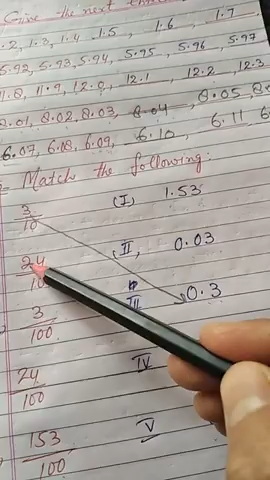 Give the next three
.2, 1.3, 1.4, 1.5, 1.6, 1.7
5.92, 5.93, 5.94, 5.95, 5.96, 5.97
11.8, 11.9, 12.0, 12.1, 12.2, 12.3
8.01, 8.02, 8.03, 8.04, 8.05
6.07, 6.08, 6.09, 6.10, 6.11
Match the following:
3/10 (I) 1.53
24/10 II, 0.03
3/100 III 0.3
24/100 IV
153/100 V